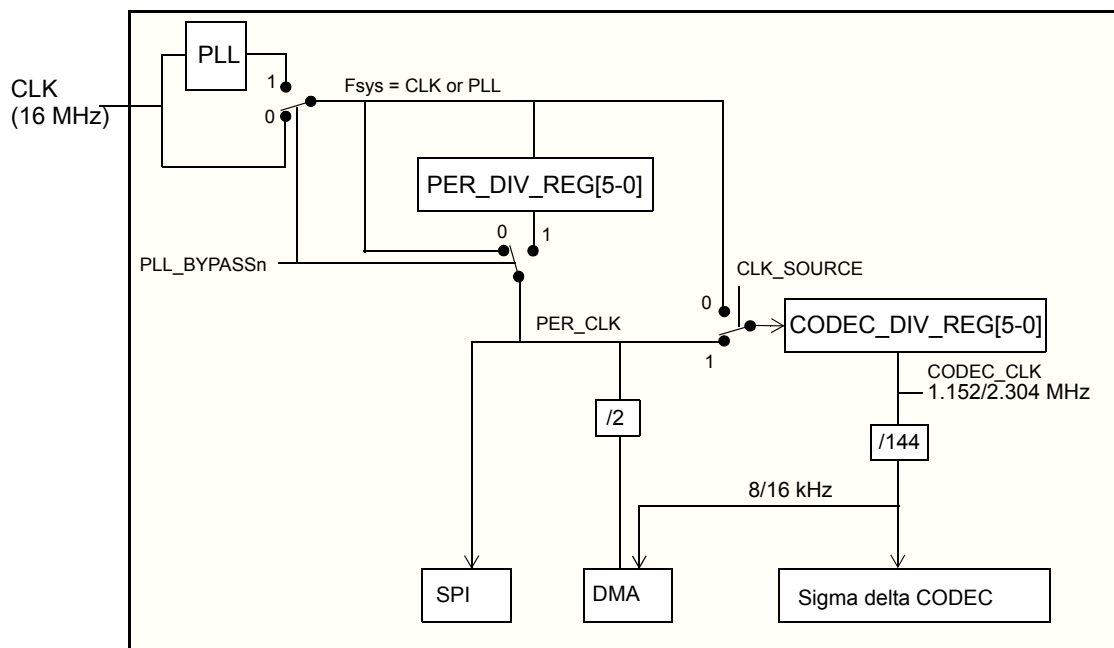 PLL
CLK
(16 MHz)
1
0
Fsys = CLK or PLL
PER_DIV_REG[5-0]
0
1
PLL_BYPASSn
CLK_SOURCE
0
1
PER_CLK
CODEC_DIV_REG[5-0]
CODEC_CLK
1.152/2.304 MHz
/2
/144
8/16 kHz
SPI
DMA
Sigma delta CODEC